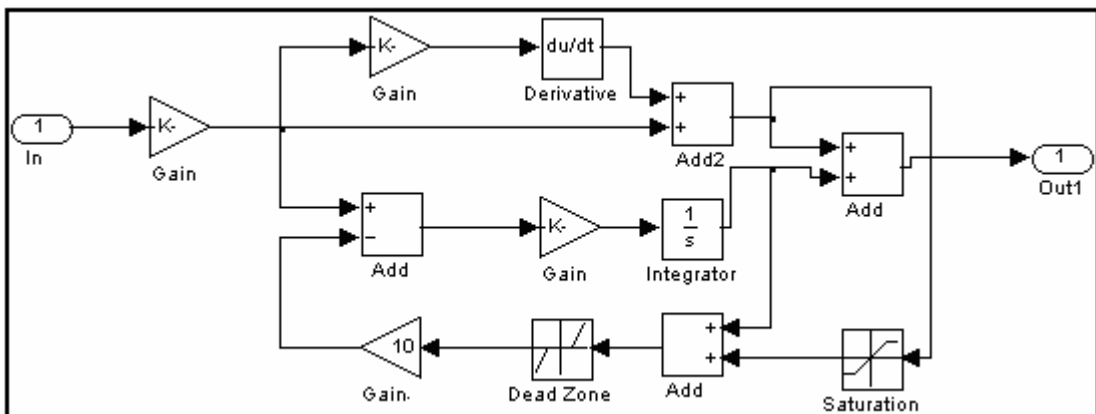 K-
Gain
du/dt
Derivative
1
In
K-
Gain
+
+
Add2
+
+
Add
1
Out1
+
−
Add
K-
Gain
1
s
Integrator
10
Gain.
Dead Zone
+
+
Add
Saturation